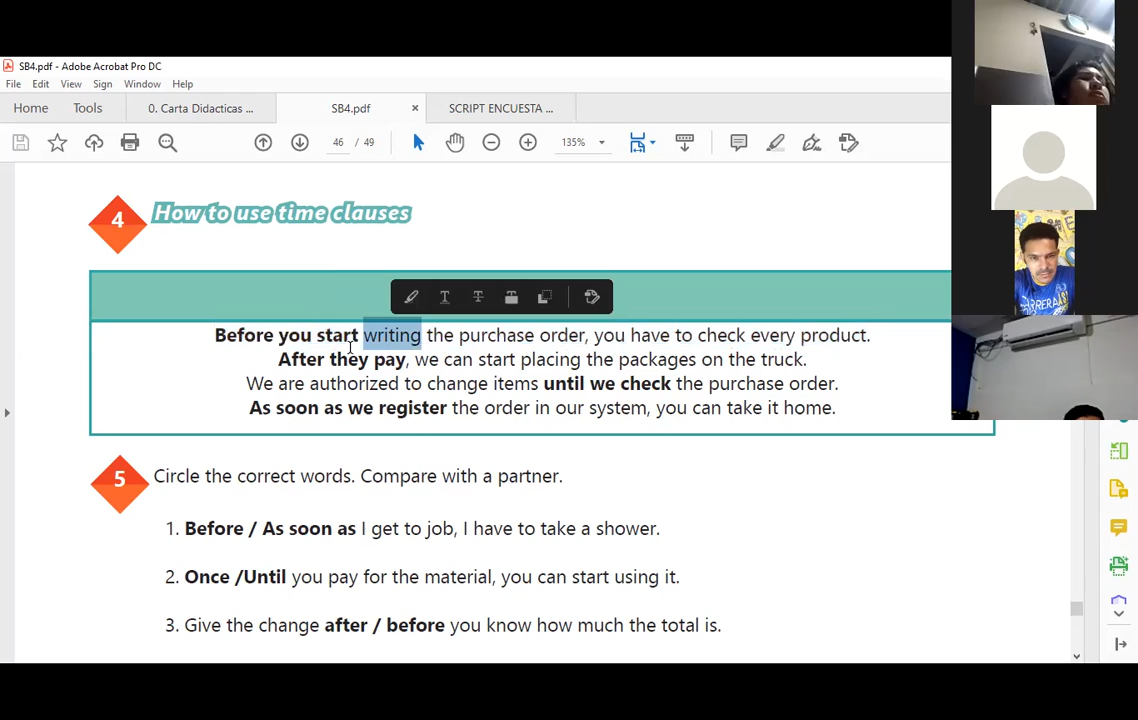 SB4.pdf - Adobe Acrobat Pro DC
File Edit View Sign Window Help
Home Tools 0. Carta Didacticas ... SB4.pdf × SCRIPT ENCUESTA ...
46 / 49 135%
4 How to use time clauses
Before you start writing the purchase order, you have to check every product.
After they pay, we can start placing the packages on the truck.
We are authorized to change items until we check the purchase order.
As soon as we register the order in our system, you can take it home.
5 Circle the correct words. Compare with a partner.
1. Before / As soon as I get to job, I have to take a shower.
2. Once /Until you pay for the material, you can start using it.
3. Give the change after / before you know how much the total is.